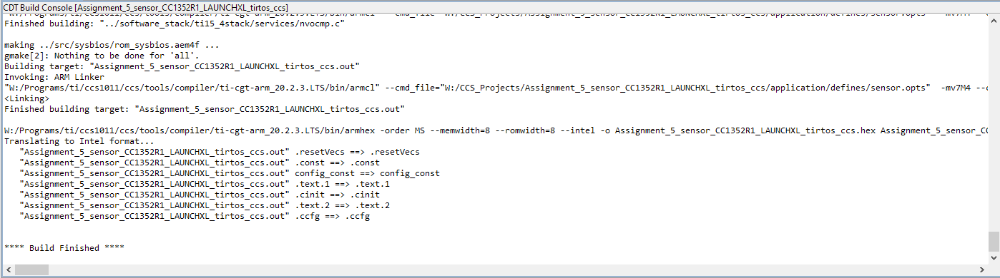 CDT Build Console [Assignment_5_sensor_CC1352R1_LAUNCHXL_tirtos_ccs]
"W:/Programs/ti/ccs1011/ccs/tools/compiler/ti-cgt-arm_20.2.3.LTS/bin/armcl" --cmd_file="W:/CCS_Projects/Assignment_5_sensor_CC1352R1_LAUNCHXL_tirtos_ccs/application/defines/sensor.opts" -mv7M4
Finished building: "../software_stack/ti15_4stack/services/nvocmp.c"
making ../src/sysbios/rom_sysbios.aem4f ...
gmake[2]: Nothing to be done for 'all'.
Building target: "Assignment_5_sensor_CC1352R1_LAUNCHXL_tirtos_ccs.out"
Invoking: ARM Linker
"W:/Programs/ti/ccs1011/ccs/tools/compiler/ti-cgt-arm_20.2.3.LTS/bin/armcl" --cmd_file="W:/CCS_Projects/Assignment_5_sensor_CC1352R1_LAUNCHXL_tirtos_ccs/application/defines/sensor.opts" -mv7M4
<Linking>
Finished building target: "Assignment_5_sensor_CC1352R1_LAUNCHXL_tirtos_ccs.out"
W:/Programs/ti/ccs1011/ccs/tools/compiler/ti-cgt-arm_20.2.3.LTS/bin/armhex -order MS --memwidth=8 --romwidth=8 --intel -o Assignment_5_sensor_CC1352R1_LAUNCHXL_tirtos_ccs.hex Assignment_5_sensor_CC
Translating to Intel format...
"Assignment_5_sensor_CC1352R1_LAUNCHXL_tirtos_ccs.out" .resetVecs ==> .resetVecs
"Assignment_5_sensor_CC1352R1_LAUNCHXL_tirtos_ccs.out" .const ==> .const
"Assignment_5_sensor_CC1352R1_LAUNCHXL_tirtos_ccs.out" config_const ==> config_const
"Assignment_5_sensor_CC1352R1_LAUNCHXL_tirtos_ccs.out" .text.1 ==> .text.1
"Assignment_5_sensor_CC1352R1_LAUNCHXL_tirtos_ccs.out" .cinit ==> .cinit
"Assignment_5_sensor_CC1352R1_LAUNCHXL_tirtos_ccs.out" .text.2 ==> .text.2
"Assignment_5_sensor_CC1352R1_LAUNCHXL_tirtos_ccs.out" .ccfg ==> .ccfg
**** Build Finished ****